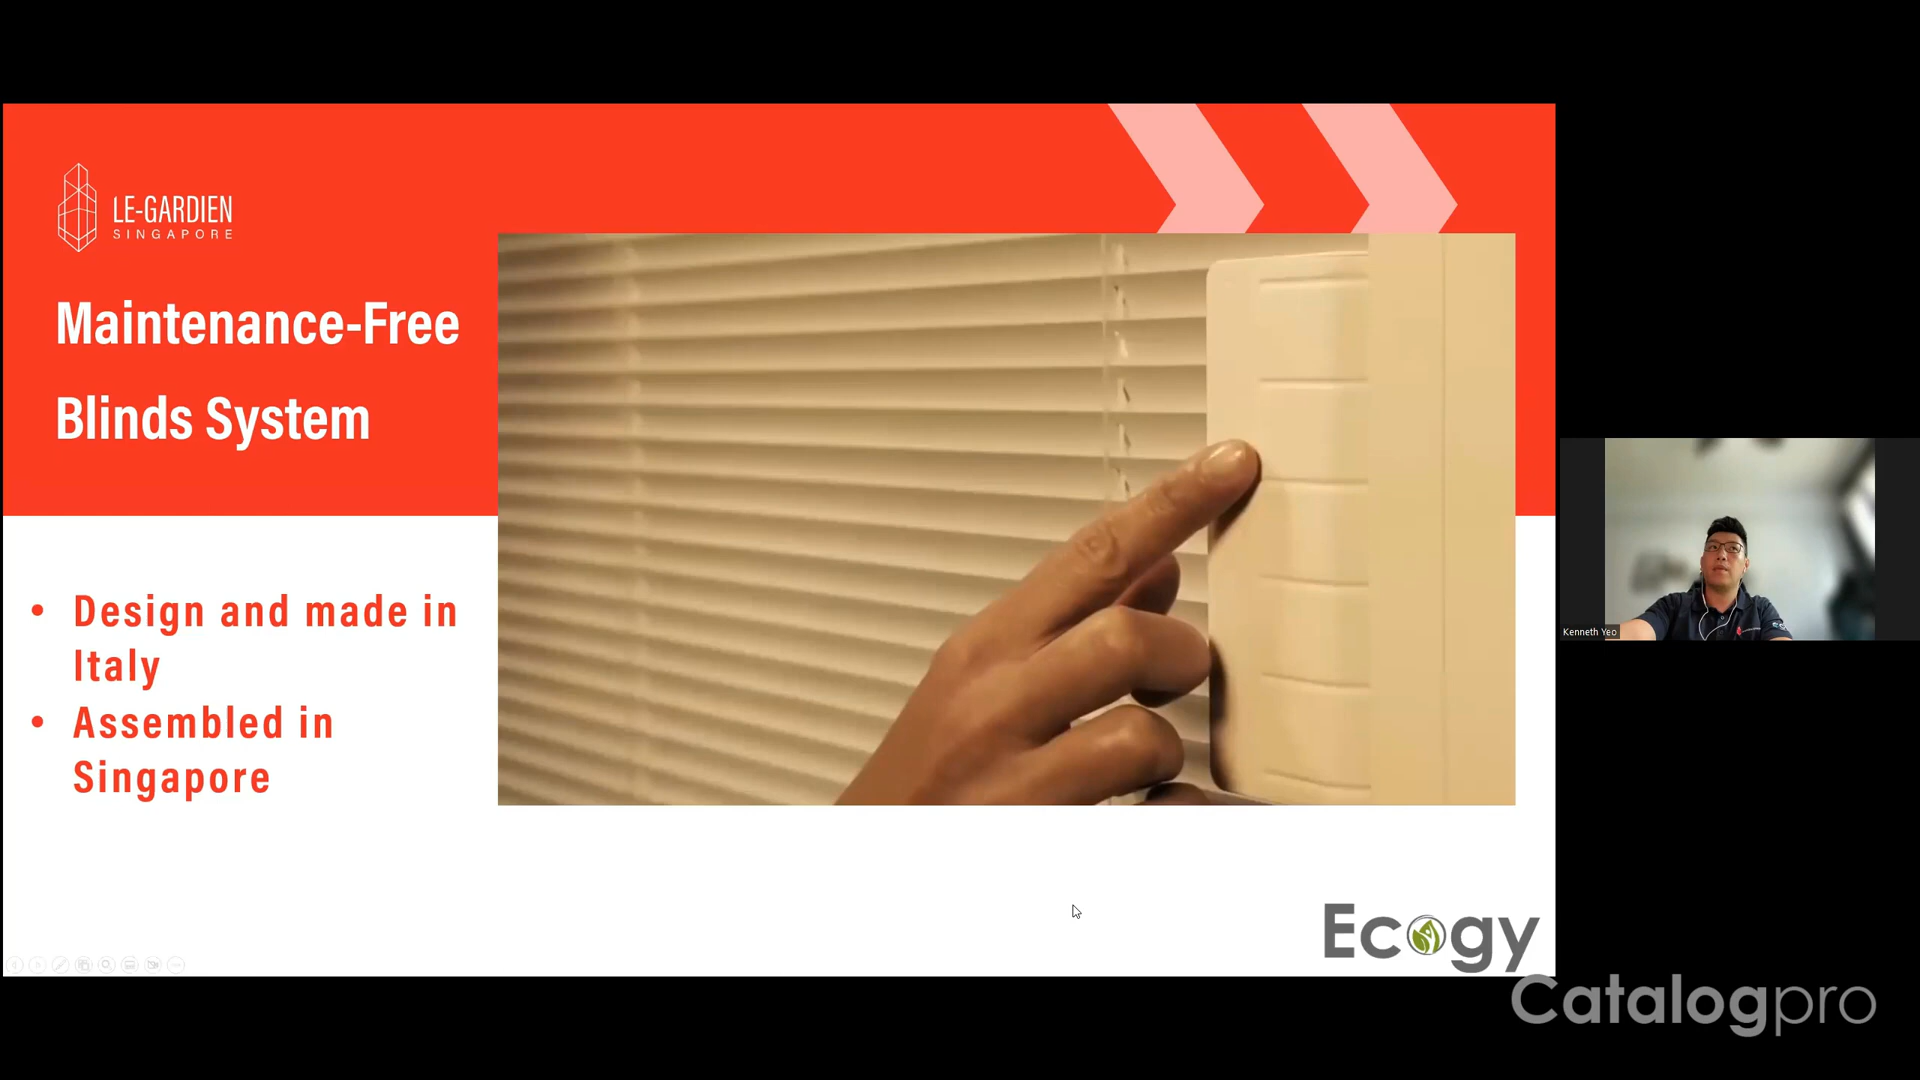 LE-GARDIEN
SINGAPORE
Maintenance-Free
Blinds System
• Design and made in
Italy
• Assembled in
Singapore
Kenneth Yeo
Ecogy
Catalogpro